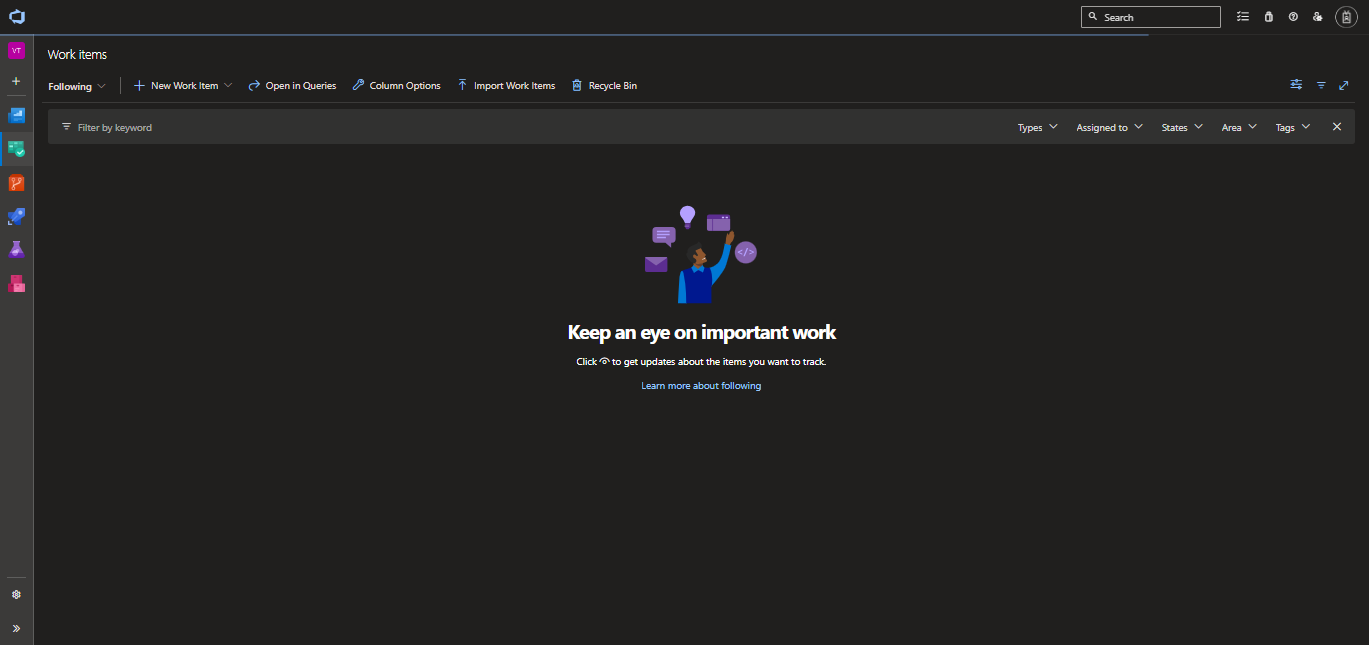 Search
VT
Work items
Following New Work Item Open in Queries Column Options Import Work Items Recycle Bin
Filter by keyword Types Assigned to States Area Tags
</>
Keep an eye on important work
Click to get updates about the items you want to track.
Learn more about following